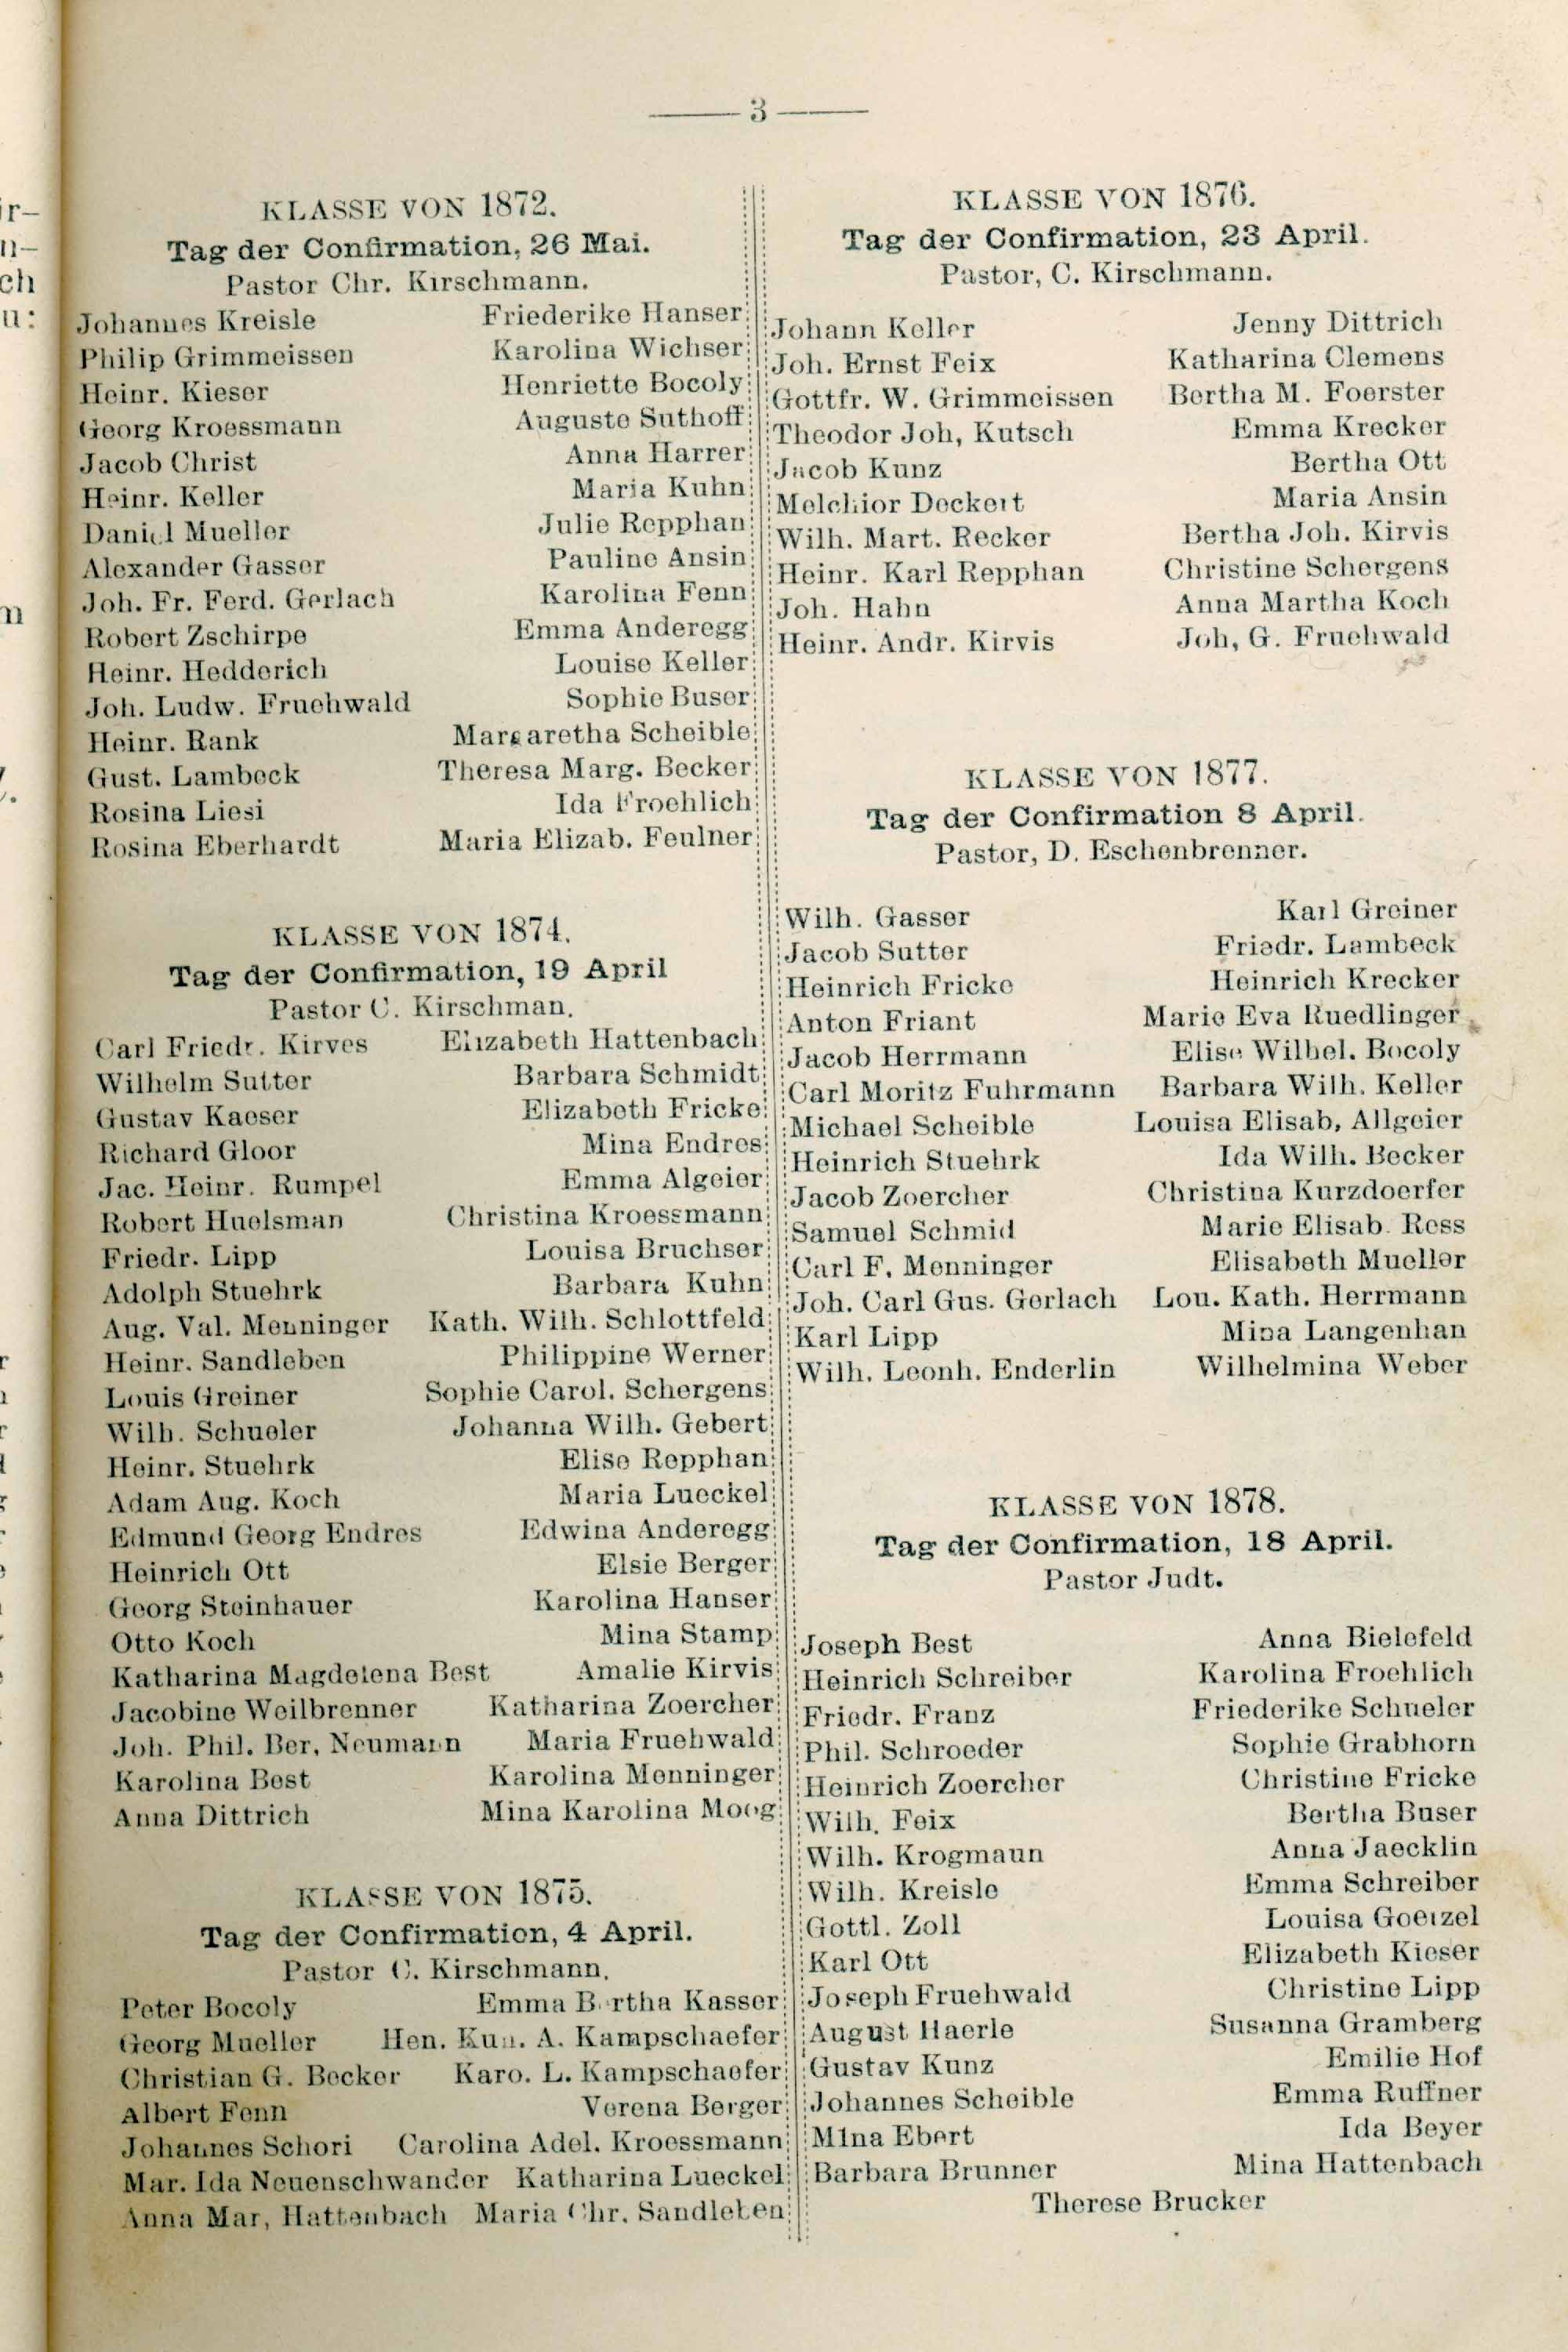 3
KLASSE VON 1872.
Tag der Confirmation, 26 Mai.
Pastor Chr. Kirschmann.
Johannes Kreisle Friederike Hanser
Philip Grimmeissen Karolina Wichser
Heinr. Kieser Henriette Bocoly
Georg Kroessmann Auguste Suthoff
Jacob Christ Anna Harrer
Heinr. Keller Maria Kuhn
Daniel Mueller Julie Repphan
Alexander Gasser Pauline Ansin
Joh. Fr. Ferd. Gerlach Karolina Fenn
Robert Zschirpe Emma Anderegg
Heinr. Hedderich Louise Keller
Joh. Ludw. Fruehwald Sophie Buser
Heinr. Rank Margaretha Scheible
Gust. Lambeck Theresa Marg. Becker
Rosina Liesi Ida Froehlich
Rosina Eberhardt Maria Elizab. Feulner
KLASSE VON 1874.
Tag der Confirmation, 19 April
Pastor C. Kirschman.
Carl Friedr. Kirves Elizabeth Hattenbach
Wilhelm Sutter Barbara Schmidt
Gustav Kaeser Elizabeth Fricke
Richard Gloor Mina Endres
Jac. Heinr. Rumpel Emma Algeier
Robert Huelsman Christina Kroessmann
Friedr. Lipp Louisa Bruchser
Adolph Stuehrk Barbara Kuhn
Aug. Val. Menninger Kath. Wilh. Schlottfeld
Heinr. Sandleben Philippine Werner
Louis Greiner Sophie Carol. Schergens
Wilh. Schueler Johanna Wilh. Gebert
Heinr. Stuehrk Elise Repphan
Adam Aug. Koch Maria Lueckel
Edmund Georg Endres Edwina Anderegg
Heinrich Ott Elsie Berger
Georg Steinhauer Karolina Hanser
Otto Koch Mina Stamp
Katharina Magdelena Best Amalie Kirvis
Jacobine Weilbrenner Katharina Zoercher
Joh. Phil. Ber. Neumann Maria Fruehwald
Karolina Best Karolina Menninger
Anna Dittrich Mina Karolina Moog
KLASSE VON 1875.
Tag der Confirmation, 4 April.
Pastor C. Kirschmann.
Peter Bocoly Emma Bertha Kasser
Georg Mueller Hen. Kun. A. Kampschaefer
Christian G. Becker Karo. L. Kampschaefer
Albert Fenn Verena Berger
Johannes Schori Carolina Adel. Kroessmann
Mar. Ida Neuenschwander Katharina Lueckel
Anna Mar, Hattenbach Maria Chr. Sandleben
KLASSE VON 1876.
Tag der Confirmation, 23 April.
Pastor, C. Kirschmann.
Johann Keller Jenny Dittrich
Joh. Ernst Feix Katharina Clemens
Gottfr. W. Grimmeissen Bertha M. Foerster
Theodor Joh, Kutsch Emma Krecker
Jacob Kunz Bertha Ott
Melchior Deckert Maria Ansin
Wilh. Mart. Recker Bertha Joh. Kirvis
Heinr. Karl Repphan Christine Schergens
Joh. Hahn Anna Martha Koch
Heinr. Andr. Kirvis Joh, G. Fruehwald
KLASSE VON 1877.
Tag der Confirmation 8 April.
Pastor, D. Eschenbrenner.
Wilh. Gasser Karl Greiner
Jacob Sutter Friedr. Lambeck
Heinrich Fricke Heinrich Krecker
Anton Friant Marie Eva Ruedlinger
Jacob Herrmann Elise Wilhel. Bocoly
Carl Moritz Fuhrmann Barbara Wilh. Keller
Michael Scheible Louisa Elisab, Allgeier
Heinrich Stuehrk Ida Wilh. Becker
Jacob Zoercher Christina Kurzdoerfer
Samuel Schmid Marie Elisab. Ress
Carl F. Menninger Elisabeth Mueller
Joh. Carl Gus. Gerlach Lou. Kath. Herrmann
Karl Lipp Mina Langenhan
Wilh. Leonh. Enderlin Wilhelmina Weber
KLASSE VON 1878.
Tag der Confirmation, 18 April.
Pastor Judt.
Joseph Best Anna Bielefeld
Heinrich Schreiber Karolina Froehlich
Friedr. Franz Friederike Schueler
Phil. Schroeder Sophie Grabhorn
Heinrich Zoercher Christine Fricke
Wilh. Feix Bertha Buser
Wilh. Krogmann Anna Jaecklin
Wilh. Kreisle Emma Schreiber
Gottl. Zoll Louisa Goetzel
Karl Ott Elizabeth Kieser
Joseph Fruehwald Christine Lipp
August Haerle Susanna Gramberg
Gustav Kunz Emilie Hof
Johannes Scheible Emma Ruffner
Mina Ebert Ida Beyer
Barbara Brunner Mina Hattenbach
Therese Brucker